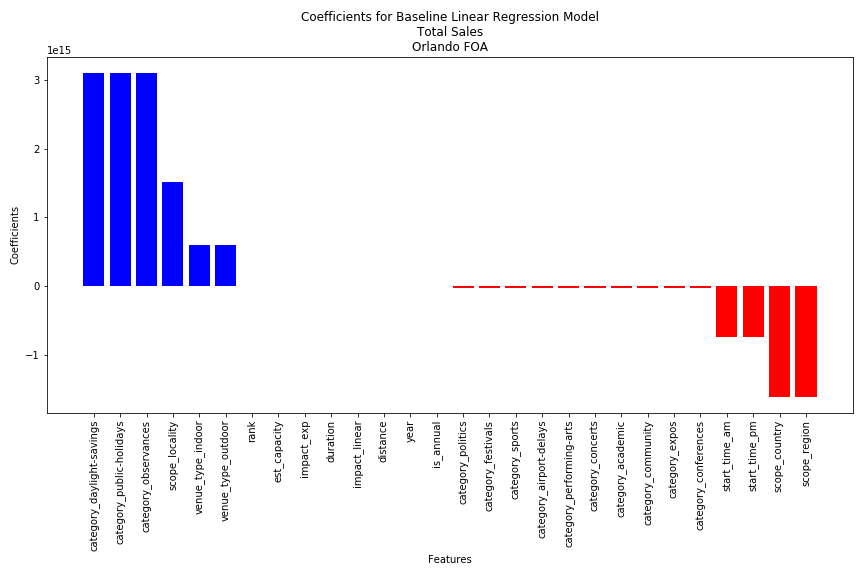 Coefficients for Baseline Linear Regression Model
Total Sales
Orlando FOA
1e15
3
2
1
0
−1
Coefficients
category_daylight-savings
category_public-holidays
category_observances
scope_locality
venue_type_indoor
venue_type_outdoor
rank
est_capacity
impact_exp
duration
impact_linear
distance
year
is_annual
category_politics
category_festivals
category_sports
category_airport-delays
category_performing-arts
category_concerts
category_academic
category_community
category_expos
category_conferences
start_time_am
start_time_pm
scope_country
scope_region
Features